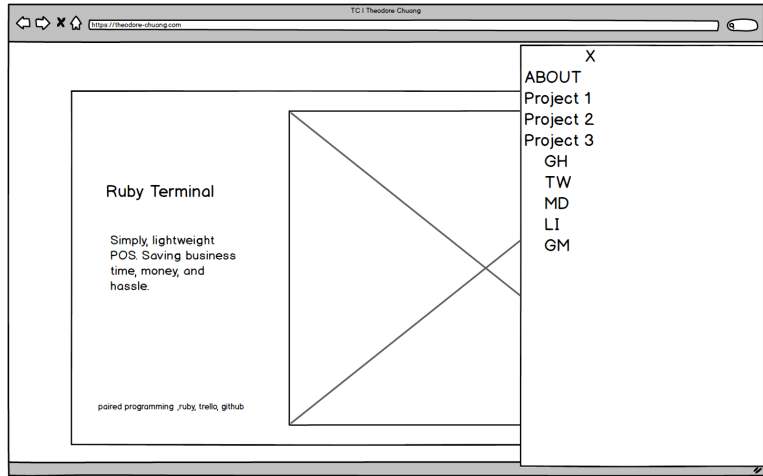 TC | Theodore Chuang
https://theodore-chuang.com
X
ABOUT
Project 1
Project 2
Project 3
GH
TW
MD
LI
GM
Ruby Terminal
Simply, lightweight
POS. Saving business
time, money, and
hassle.
paired programming ,ruby, trello, github